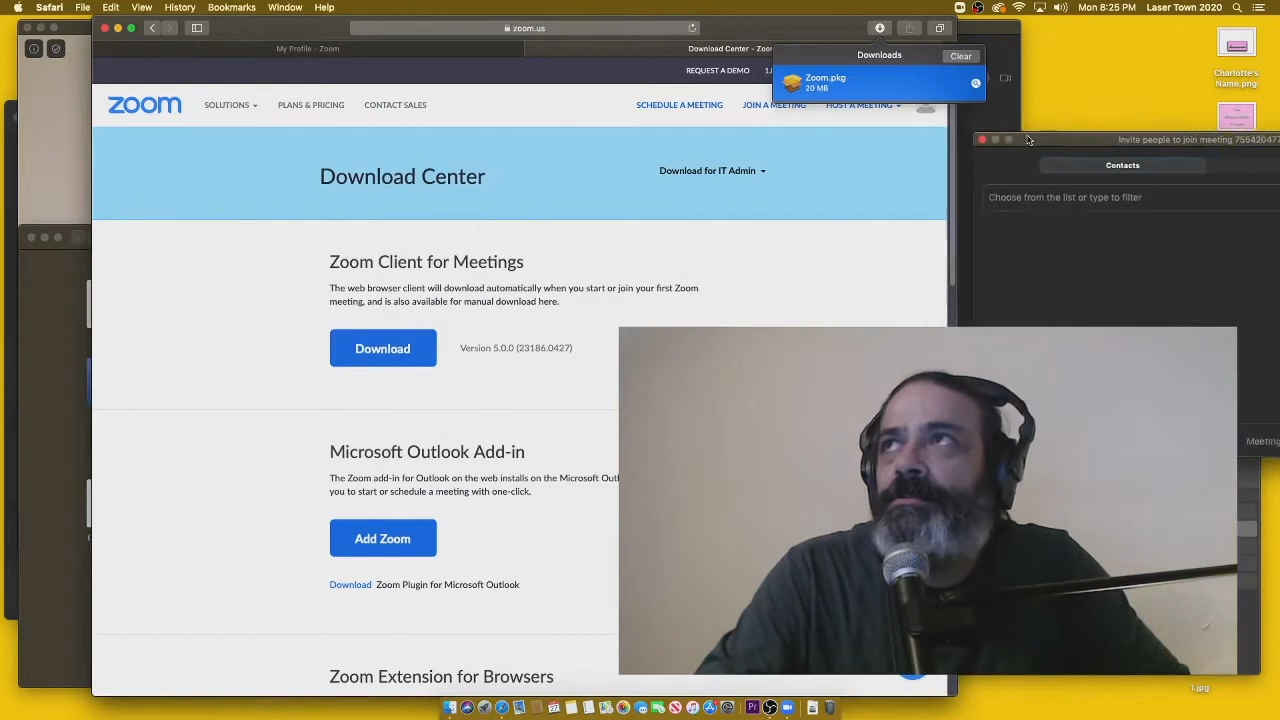 Safari File Edit View History Bookmarks Window Help
Mon 8:25 PM Laser Town 2020
zoom.us
My Profile - Zoom
Download Center - Zoo
Downloads
Clear
Zoom.pkg
20 MB
REQUEST A DEMO
zoom
SOLUTIONS
PLANS & PRICING
CONTACT SALES
SCHEDULE A MEETING
JOIN A MEETING
HOST A MEETING
Charlotte's
Name.png
Invite people to join meeting 755420477
Contacts
Choose from the list or type to filter
Download Center
Download for IT Admin
Zoom Client for Meetings
The web browser client will download automatically when you start or join your first Zoom
meeting, and is also available for manual download here.
Download
Version 5.0.0 (23186.0427)
Meeting
Microsoft Outlook Add-in
The Zoom add-in for Outlook on the web installs on the Microsoft Outl
you to start or schedule a meeting with one-click.
Add Zoom
Download Zoom Plugin for Microsoft Outlook
Zoom Extension for Browsers
1.jpg